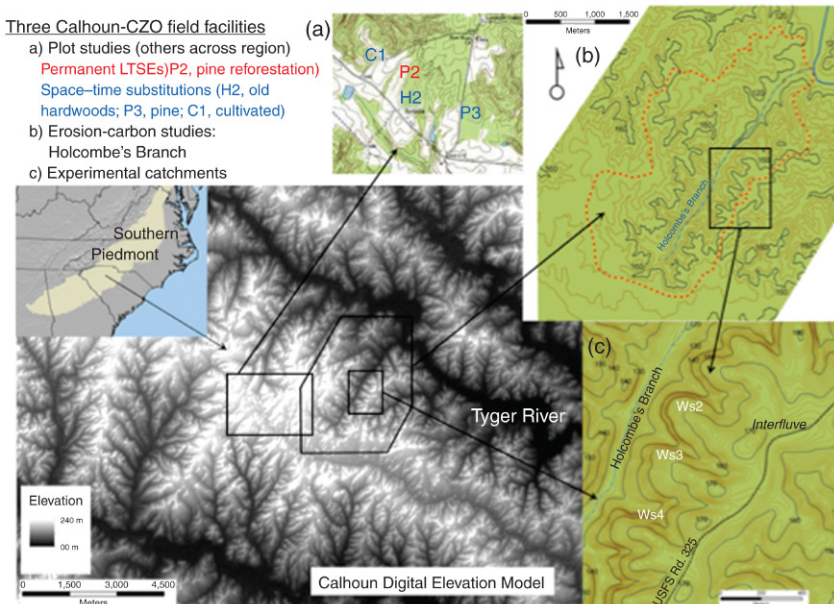 Three Calhoun-CZO field facilities
a) Plot studies (others across region)
Permanent LTSEs)P2, pine reforestation)
Space–time substitutions (H2, old
hardwoods; P3, pine; C1, cultivated)
b) Erosion-carbon studies:
Holcombe's Branch
c) Experimental catchments
(a)
C1
P2
H2
P3
0 500 1,000 1,500
Meters
(b)
Holcombe's Branch
Southern
Piedmont
Tyger River
Elevation
240 m
00 m
0 1,500 3,000 4,500
Meters
Calhoun Digital Elevation Model
(c)
Holcombe's Branch
Ws2
Interfluve
Ws3
Ws4
USFS Rd. 325